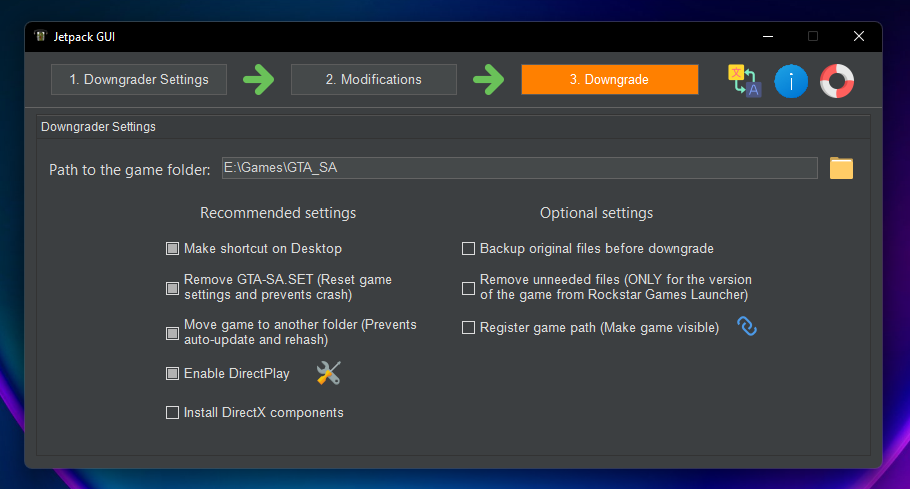 Jetpack GUI
1. Downgrader Settings
2. Modifications
3. Downgrade
文
A
i
Downgrader Settings
Path to the game folder:
E:\Games\GTA_SA
Recommended settings
Make shortcut on Desktop
Remove GTA-SA.SET (Reset game
settings and prevents crash)
Move game to another folder (Prevents
auto-update and rehash)
Enable DirectPlay
Install DirectX components
Optional settings
Backup original files before downgrade
Remove unneeded files (ONLY for the version
of the game from Rockstar Games Launcher)
Register game path (Make game visible)